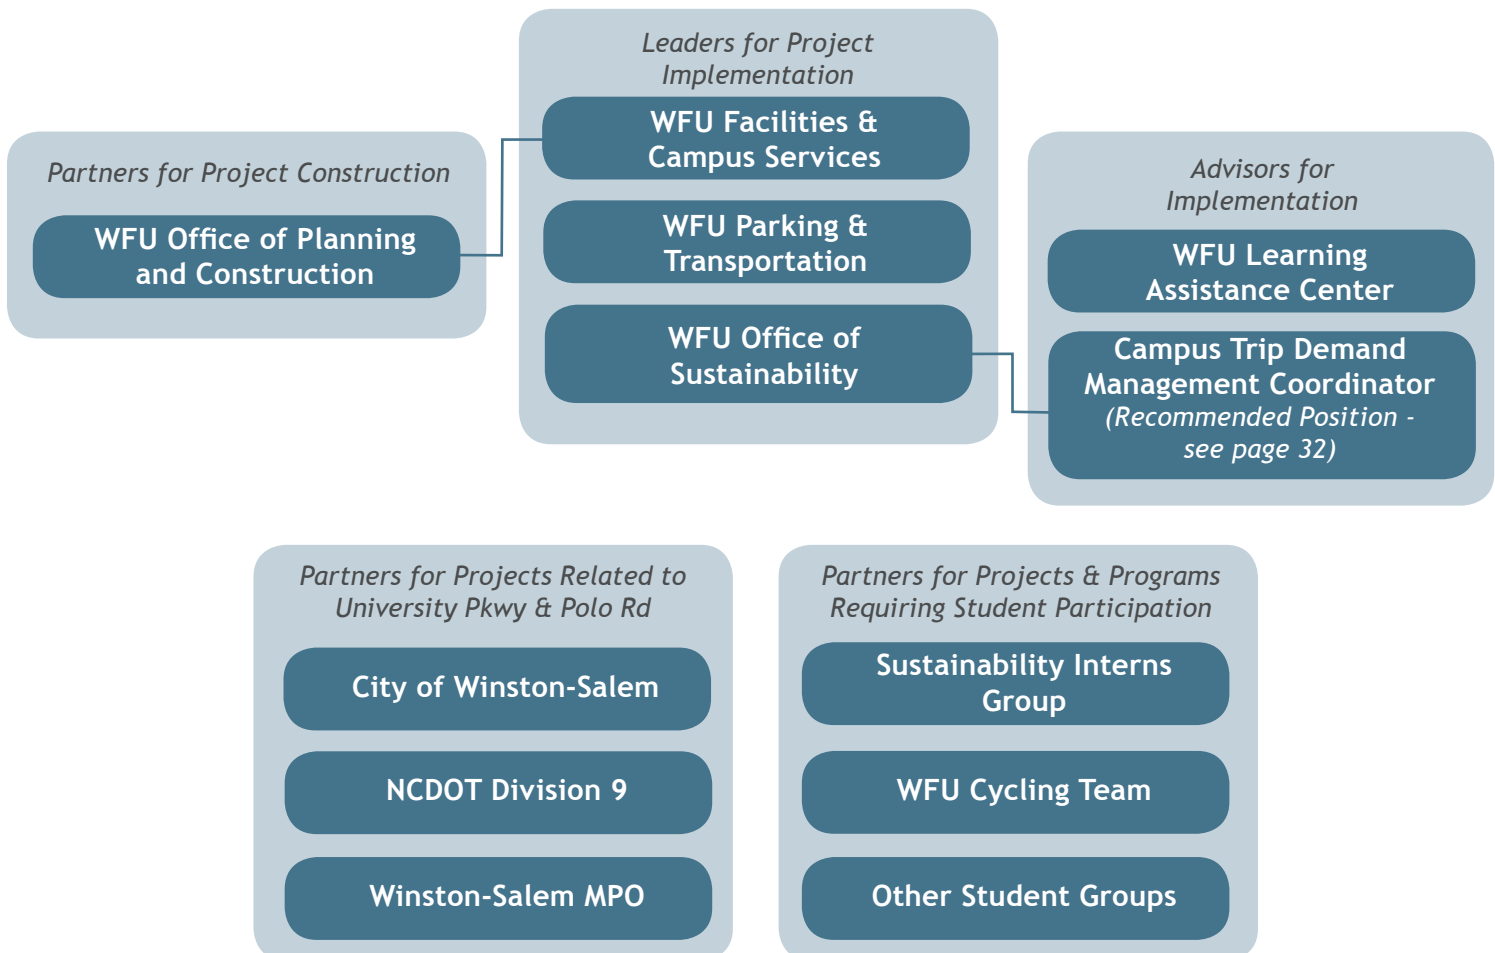 Leaders for Project
Implementation
WFU Facilities &
Campus Services
WFU Parking &
Transportation
WFU Office of
Sustainability
Partners for Project Construction
WFU Office of Planning
and Construction
Advisors for
Implementation
WFU Learning
Assistance Center
Campus Trip Demand
Management Coordinator
(Recommended Position -
see page 32)
Partners for Projects Related to
University Pkwy & Polo Rd
City of Winston-Salem
NCDOT Division 9
Winston-Salem MPO
Partners for Projects & Programs
Requiring Student Participation
Sustainability Interns
Group
WFU Cycling Team
Other Student Groups